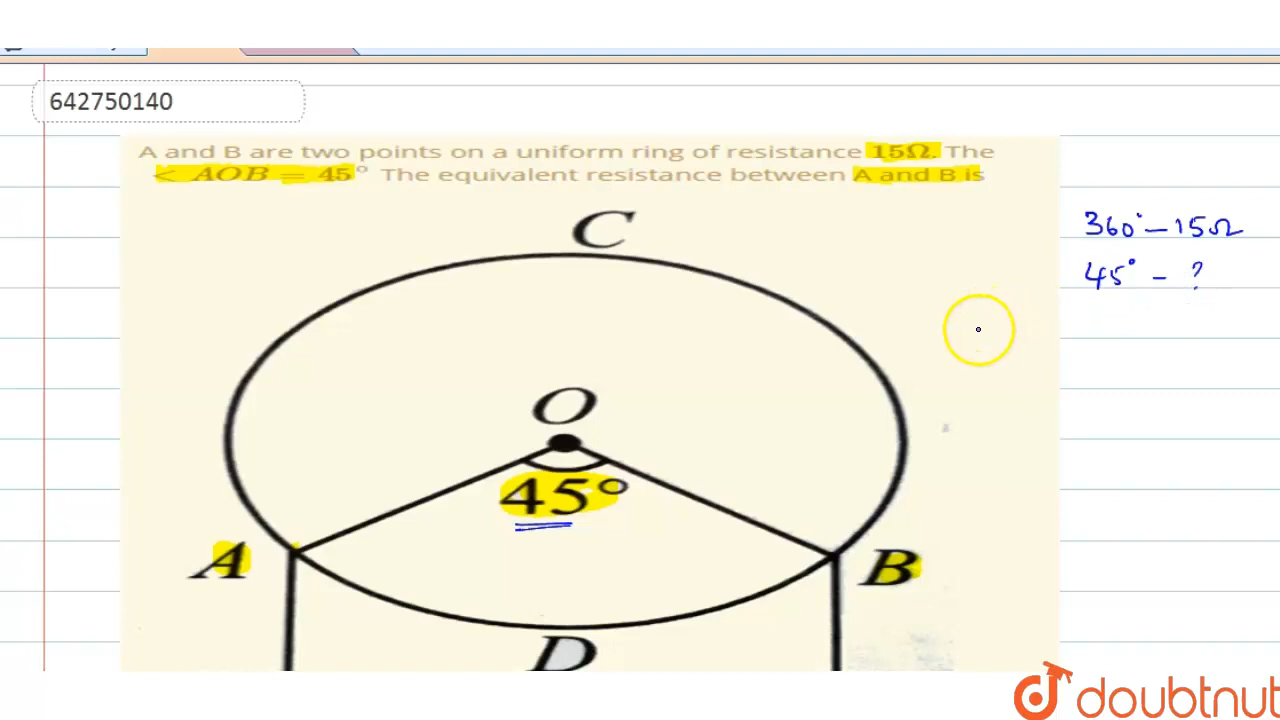 642750140
A and B are two points on a uniform ring of resistance 15Ω. The
< AOB = 45° The equivalent resistance between A and B is
C
360° – 15Ω
45° – ?
O
45°
A
B
D
doubtnut